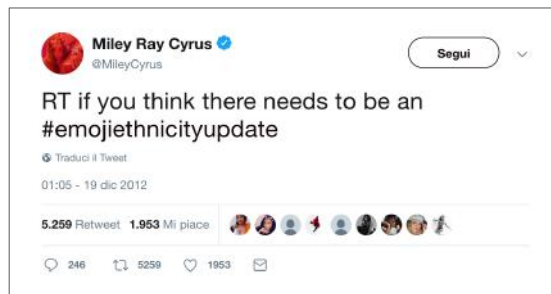 Miley Ray Cyrus
@MileyCyrus
Segui
RT if you think there needs to be an
#emojiethnicityupdate
Traduci il Tweet
01:05 - 19 dic 2012
5.259 Retweet 1.953 Mi piace
246 5259 1953